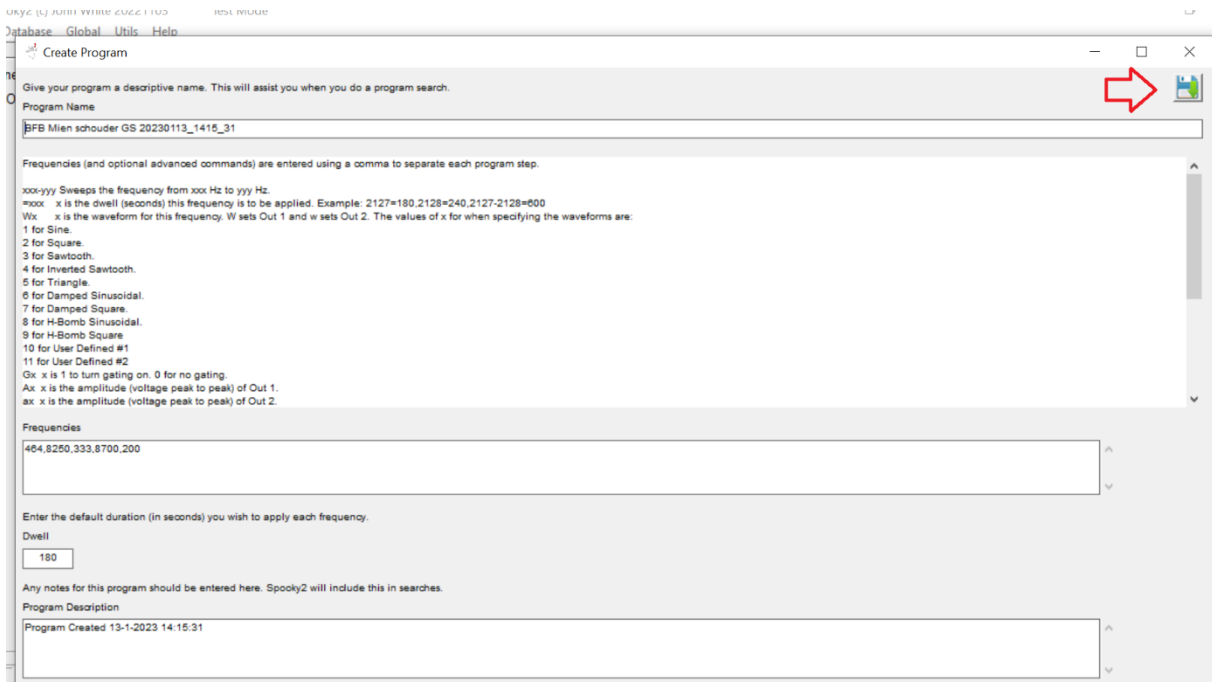 oky2 (c) John White 20221103 Test Mode
Database Global Utils Help
Create Program
Give your program a descriptive name. This will assist you when you do a program search.
Program Name
BFB Mien schouder GS 20230113_1415_31
Frequencies (and optional advanced commands) are entered using a comma to separate each program step.
xxx-yyy Sweeps the frequency from xxx Hz to yyy Hz.
=xxx x is the dwell (seconds) this frequency is to be applied. Example: 2127=180,2128=240,2127-2128=600
Wx x is the waveform for this frequency. W sets Out 1 and w sets Out 2. The values of x for when specifying the waveforms are:
1 for Sine.
2 for Square.
3 for Sawtooth.
4 for Inverted Sawtooth.
5 for Triangle.
6 for Damped Sinusoidal.
7 for Damped Square.
8 for H-Bomb Sinusoidal.
9 for H-Bomb Square
10 for User Defined #1
11 for User Defined #2
Gx x is 1 to turn gating on. 0 for no gating.
Ax x is the amplitude (voltage peak to peak) of Out 1.
ax x is the amplitude (voltage peak to peak) of Out 2.
Frequencies
464,8250,333,8700,200
Enter the default duration (in seconds) you wish to apply each frequency.
Dwell
180
Any notes for this program should be entered here. Spooky2 will include this in searches.
Program Description
Program Created 13-1-2023 14:15:31